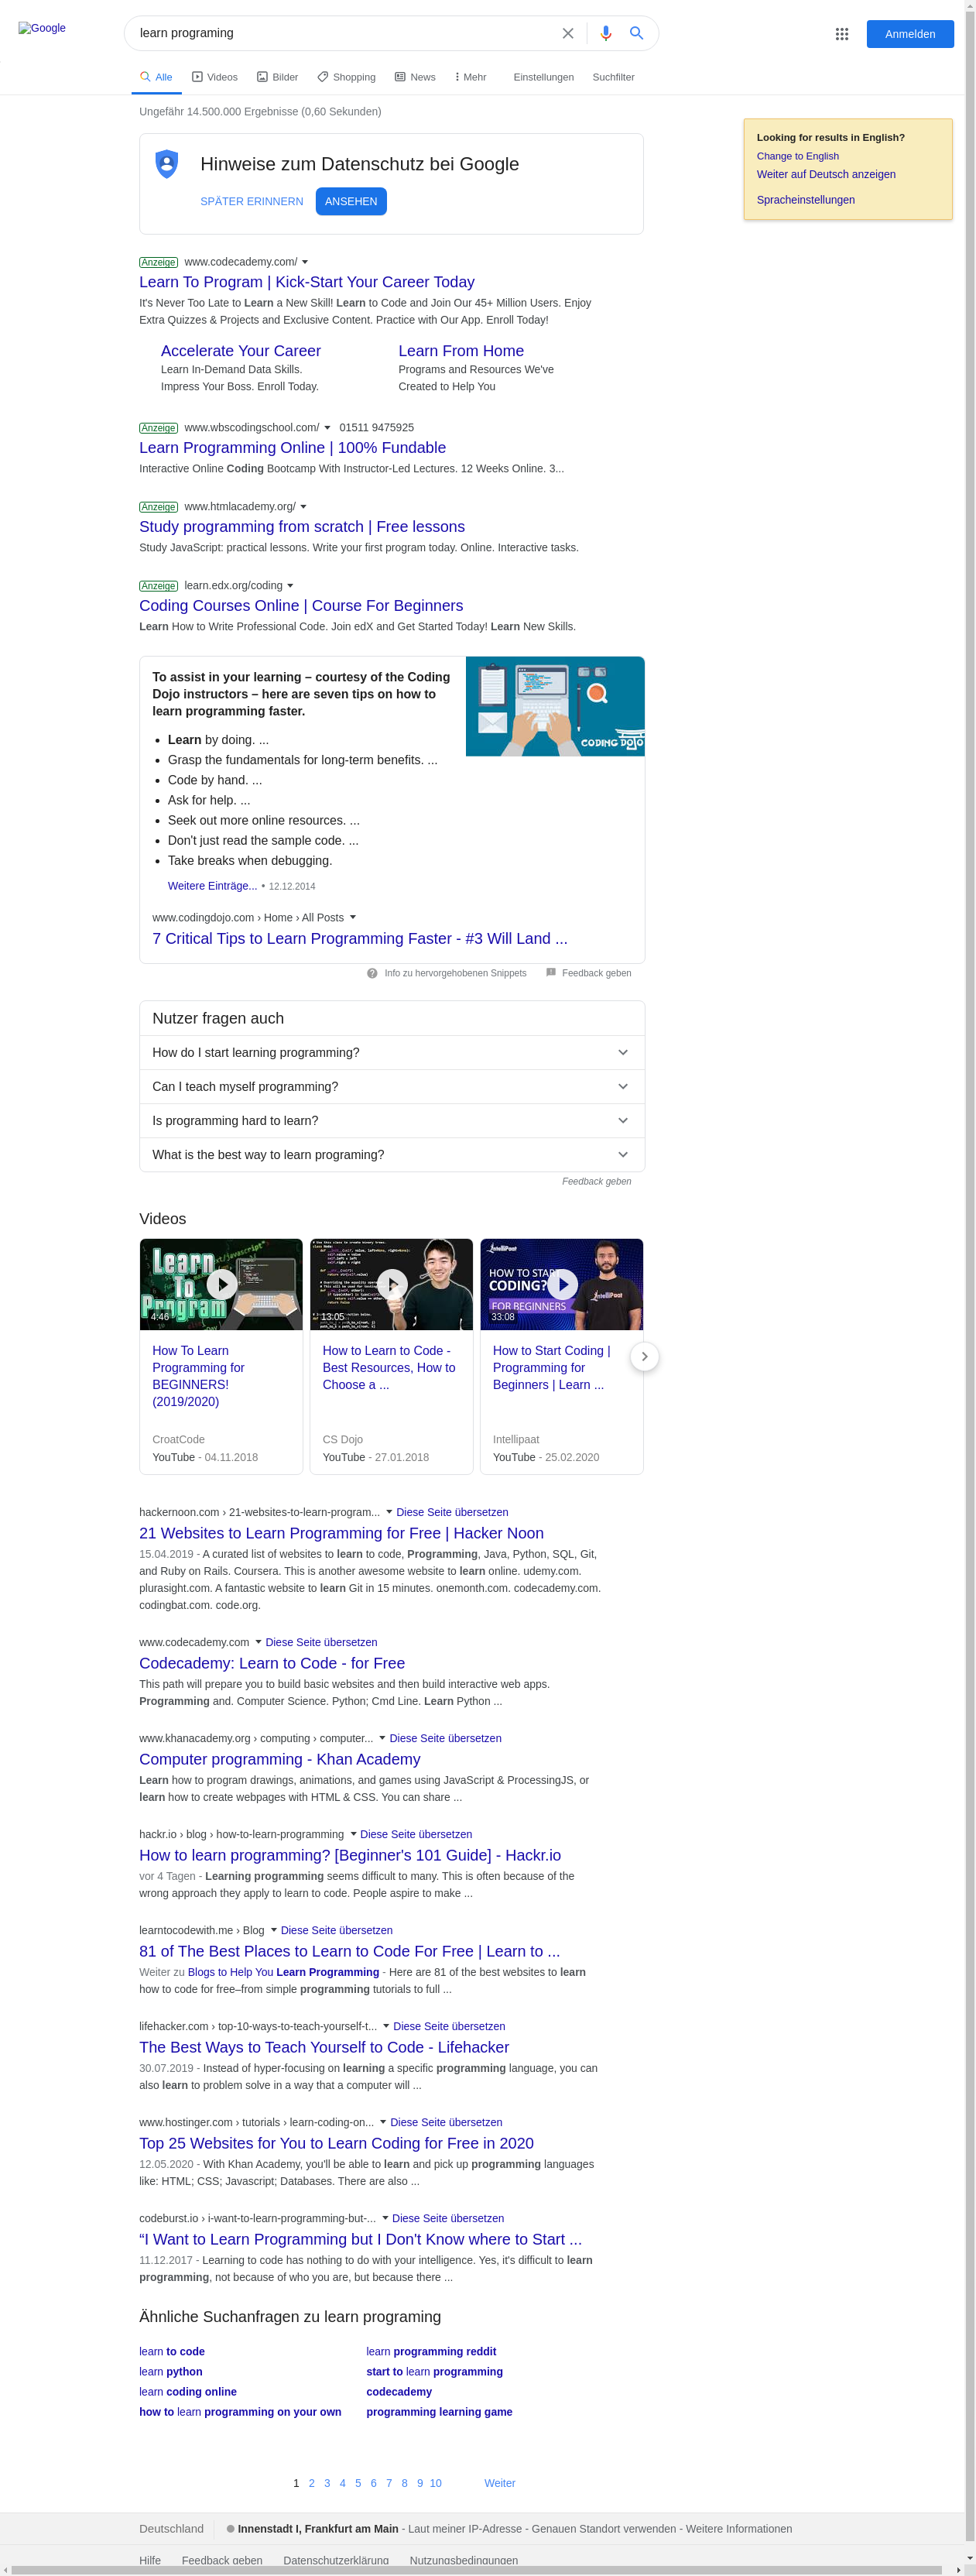 Google
learn programing
Anmelden
Alle Videos Bilder Shopping News Mehr Einstellungen Suchfilter
Ungefähr 14.500.000 Ergebnisse (0,60 Sekunden)
Looking for results in English?
Change to English
Weiter auf Deutsch anzeigen
Spracheinstellungen
Hinweise zum Datenschutz bei Google
SPÄTER ERINNERN ANSEHEN
Anzeige www.codecademy.com/
Learn To Program | Kick-Start Your Career Today
It's Never Too Late to Learn a New Skill! Learn to Code and Join Our 45+ Million Users. Enjoy
Extra Quizzes & Projects and Exclusive Content. Practice with Our App. Enroll Today!
Accelerate Your Career
Learn In-Demand Data Skills.
Impress Your Boss. Enroll Today.
Learn From Home
Programs and Resources We've
Created to Help You
Anzeige www.wbscodingschool.com/ 01511 9475925
Learn Programming Online | 100% Fundable
Interactive Online Coding Bootcamp With Instructor-Led Lectures. 12 Weeks Online. 3...
Anzeige www.htmlacademy.org/
Study programming from scratch | Free lessons
Study JavaScript: practical lessons. Write your first program today. Online. Interactive tasks.
Anzeige learn.edx.org/coding
Coding Courses Online | Course For Beginners
Learn How to Write Professional Code. Join edX and Get Started Today! Learn New Skills.
To assist in your learning – courtesy of the Coding
Dojo instructors – here are seven tips on how to
learn programming faster.
CODING DOJO
• Learn by doing. ...
• Grasp the fundamentals for long-term benefits. ...
• Code by hand. ...
• Ask for help. ...
• Seek out more online resources. ...
• Don't just read the sample code. ...
• Take breaks when debugging.
Weitere Einträge... • 12.12.2014
www.codingdojo.com › Home › All Posts
7 Critical Tips to Learn Programming Faster - #3 Will Land ...
Info zu hervorgehobenen Snippets Feedback geben
Nutzer fragen auch
How do I start learning programming?
Can I teach myself programming?
Is programming hard to learn?
What is the best way to learn programing?
Feedback geben
Videos
Learn
To
Program
4:46
How To Learn
Programming for
BEGINNERS!
(2019/2020)
CroatCode
YouTube - 04.11.2018
13:05
How to Learn to Code -
Best Resources, How to
Choose a ...
CS Dojo
YouTube - 27.01.2018
IntelliPaat
HOW TO START
CODING?
FOR BEGINNERS
IntelliPaat
33:08
How to Start Coding |
Programming for
Beginners | Learn ...
Intellipaat
YouTube - 25.02.2020
hackernoon.com › 21-websites-to-learn-program... Diese Seite übersetzen
21 Websites to Learn Programming for Free | Hacker Noon
15.04.2019 - A curated list of websites to learn to code, Programming, Java, Python, SQL, Git,
and Ruby on Rails. Coursera. This is another awesome website to learn online. udemy.com.
plurasight.com. A fantastic website to learn Git in 15 minutes. onemonth.com. codecademy.com.
codingbat.com. code.org.
www.codecademy.com Diese Seite übersetzen
Codecademy: Learn to Code - for Free
This path will prepare you to build basic websites and then build interactive web apps.
Programming and. Computer Science. Python; Cmd Line. Learn Python ...
www.khanacademy.org › computing › computer... Diese Seite übersetzen
Computer programming - Khan Academy
Learn how to program drawings, animations, and games using JavaScript & ProcessingJS, or
learn how to create webpages with HTML & CSS. You can share ...
hackr.io › blog › how-to-learn-programming Diese Seite übersetzen
How to learn programming? [Beginner's 101 Guide] - Hackr.io
vor 4 Tagen - Learning programming seems difficult to many. This is often because of the
wrong approach they apply to learn to code. People aspire to make ...
learntocodewith.me › Blog Diese Seite übersetzen
81 of The Best Places to Learn to Code For Free | Learn to ...
Weiter zu Blogs to Help You Learn Programming - Here are 81 of the best websites to learn
how to code for free–from simple programming tutorials to full ...
lifehacker.com › top-10-ways-to-teach-yourself-t... Diese Seite übersetzen
The Best Ways to Teach Yourself to Code - Lifehacker
30.07.2019 - Instead of hyper-focusing on learning a specific programming language, you can
also learn to problem solve in a way that a computer will ...
www.hostinger.com › tutorials › learn-coding-on... Diese Seite übersetzen
Top 25 Websites for You to Learn Coding for Free in 2020
12.05.2020 - With Khan Academy, you'll be able to learn and pick up programming languages
like: HTML; CSS; Javascript; Databases. There are also ...
codeburst.io › i-want-to-learn-programming-but-... Diese Seite übersetzen
“I Want to Learn Programming but I Don't Know where to Start ...
11.12.2017 - Learning to code has nothing to do with your intelligence. Yes, it's difficult to learn
programming, not because of who you are, but because there ...
Ähnliche Suchanfragen zu learn programing
learn to code learn programming reddit
learn python start to learn programming
learn coding online codecademy
how to learn programming on your own programming learning game
1 2 3 4 5 6 7 8 9 10 Weiter
Deutschland Innenstadt I, Frankfurt am Main - Laut meiner IP-Adresse - Genauen Standort verwenden - Weitere Informationen
Hilfe Feedback geben Datenschutzerklärung Nutzungsbedingungen